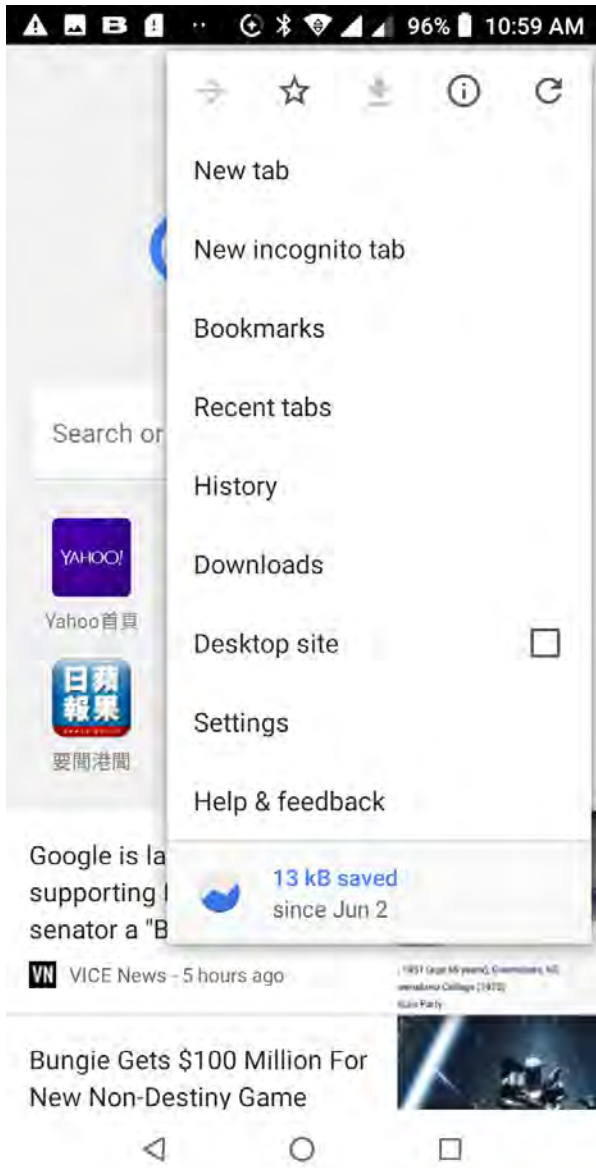 96% 10:59 AM
New tab
New incognito tab
Bookmarks
Recent tabs
Search or
History
YAHOO!
Downloads
Yahoo首頁
Desktop site
日蘋
報果
Settings
要聞港聞
Help & feedback
Google is la
supporting
senator a "B
13 kB saved
since Jun 2
VN VICE News - 5 hours ago
Bungie Gets $100 Million For
New Non-Destiny Game